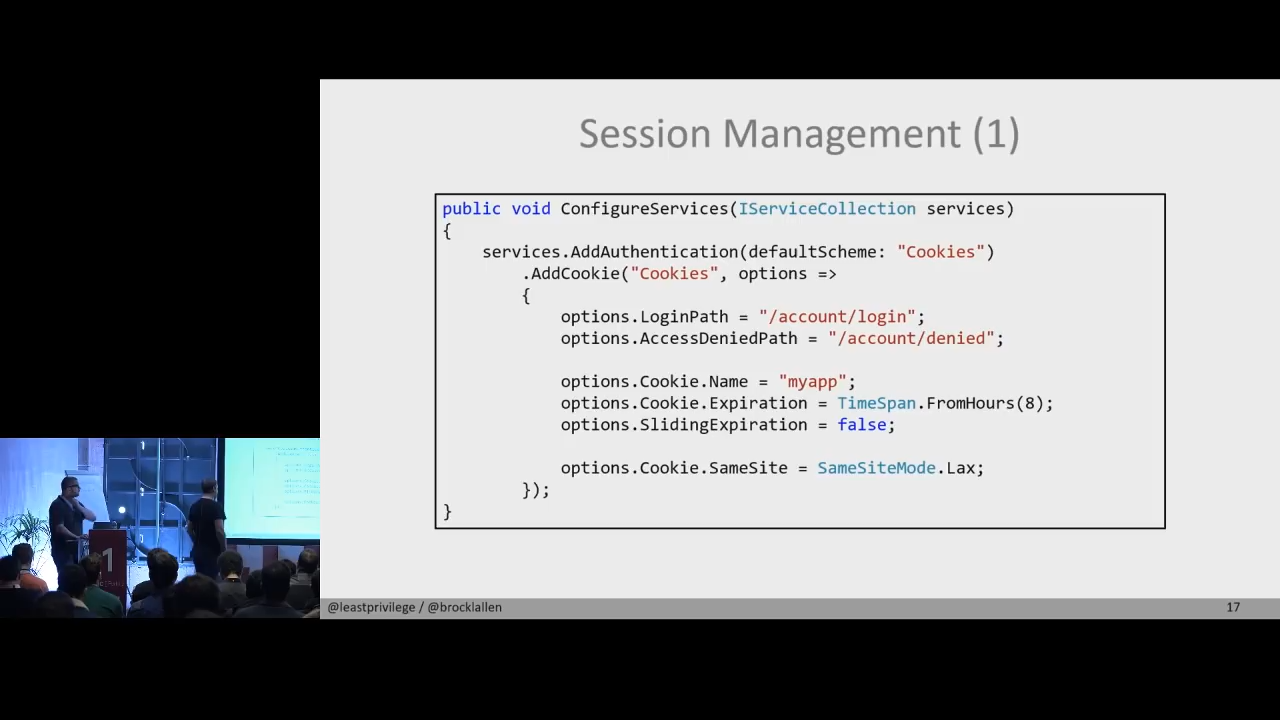 Session Management (1)
public void ConfigureServices(IServiceCollection services)
{
    services.AddAuthentication(defaultScheme: "Cookies")
        .AddCookie("Cookies", options =>
        {
            options.LoginPath = "/account/login";
            options.AccessDeniedPath = "/account/denied";
            options.Cookie.Name = "myapp";
            options.Cookie.Expiration = TimeSpan.FromHours(8);
            options.SlidingExpiration = false;
            options.Cookie.SameSite = SameSiteMode.Lax;
        });
}
@leastprivilege / @brocklallen
17
1